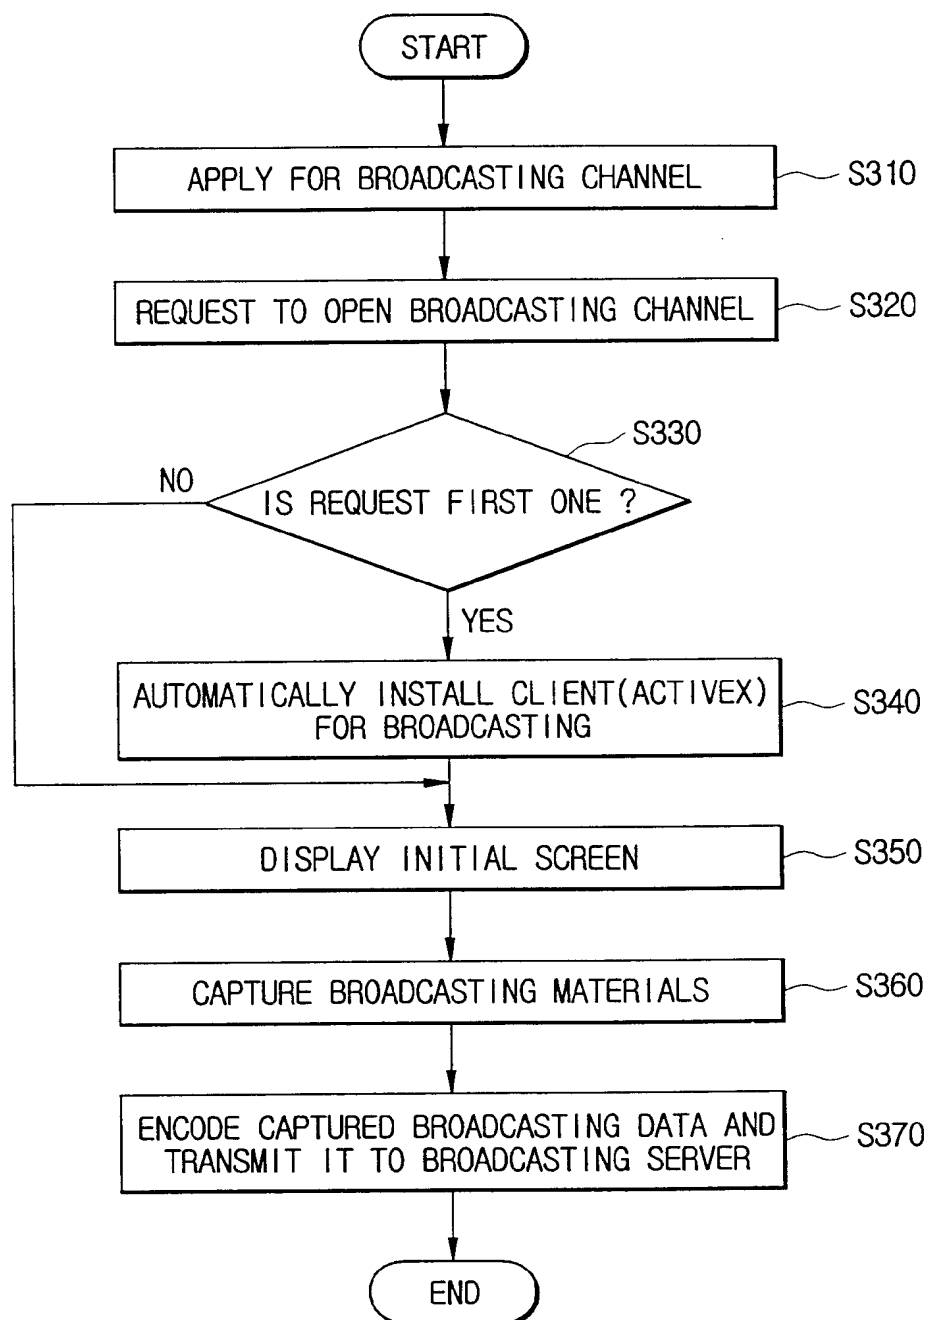 START
APPLY FOR BROADCASTING CHANNEL
S310
REQUEST TO OPEN BROADCASTING CHANNEL
S320
S330
NO
IS REQUEST FIRST ONE ?
YES
AUTOMATICALLY INSTALL CLIENT(ACTIVEX)
FOR BROADCASTING
S340
DISPLAY INITIAL SCREEN
S350
CAPTURE BROADCASTING MATERIALS
S360
ENCODE CAPTURED BROADCASTING DATA AND
TRANSMIT IT TO BROADCASTING SERVER
S370
END